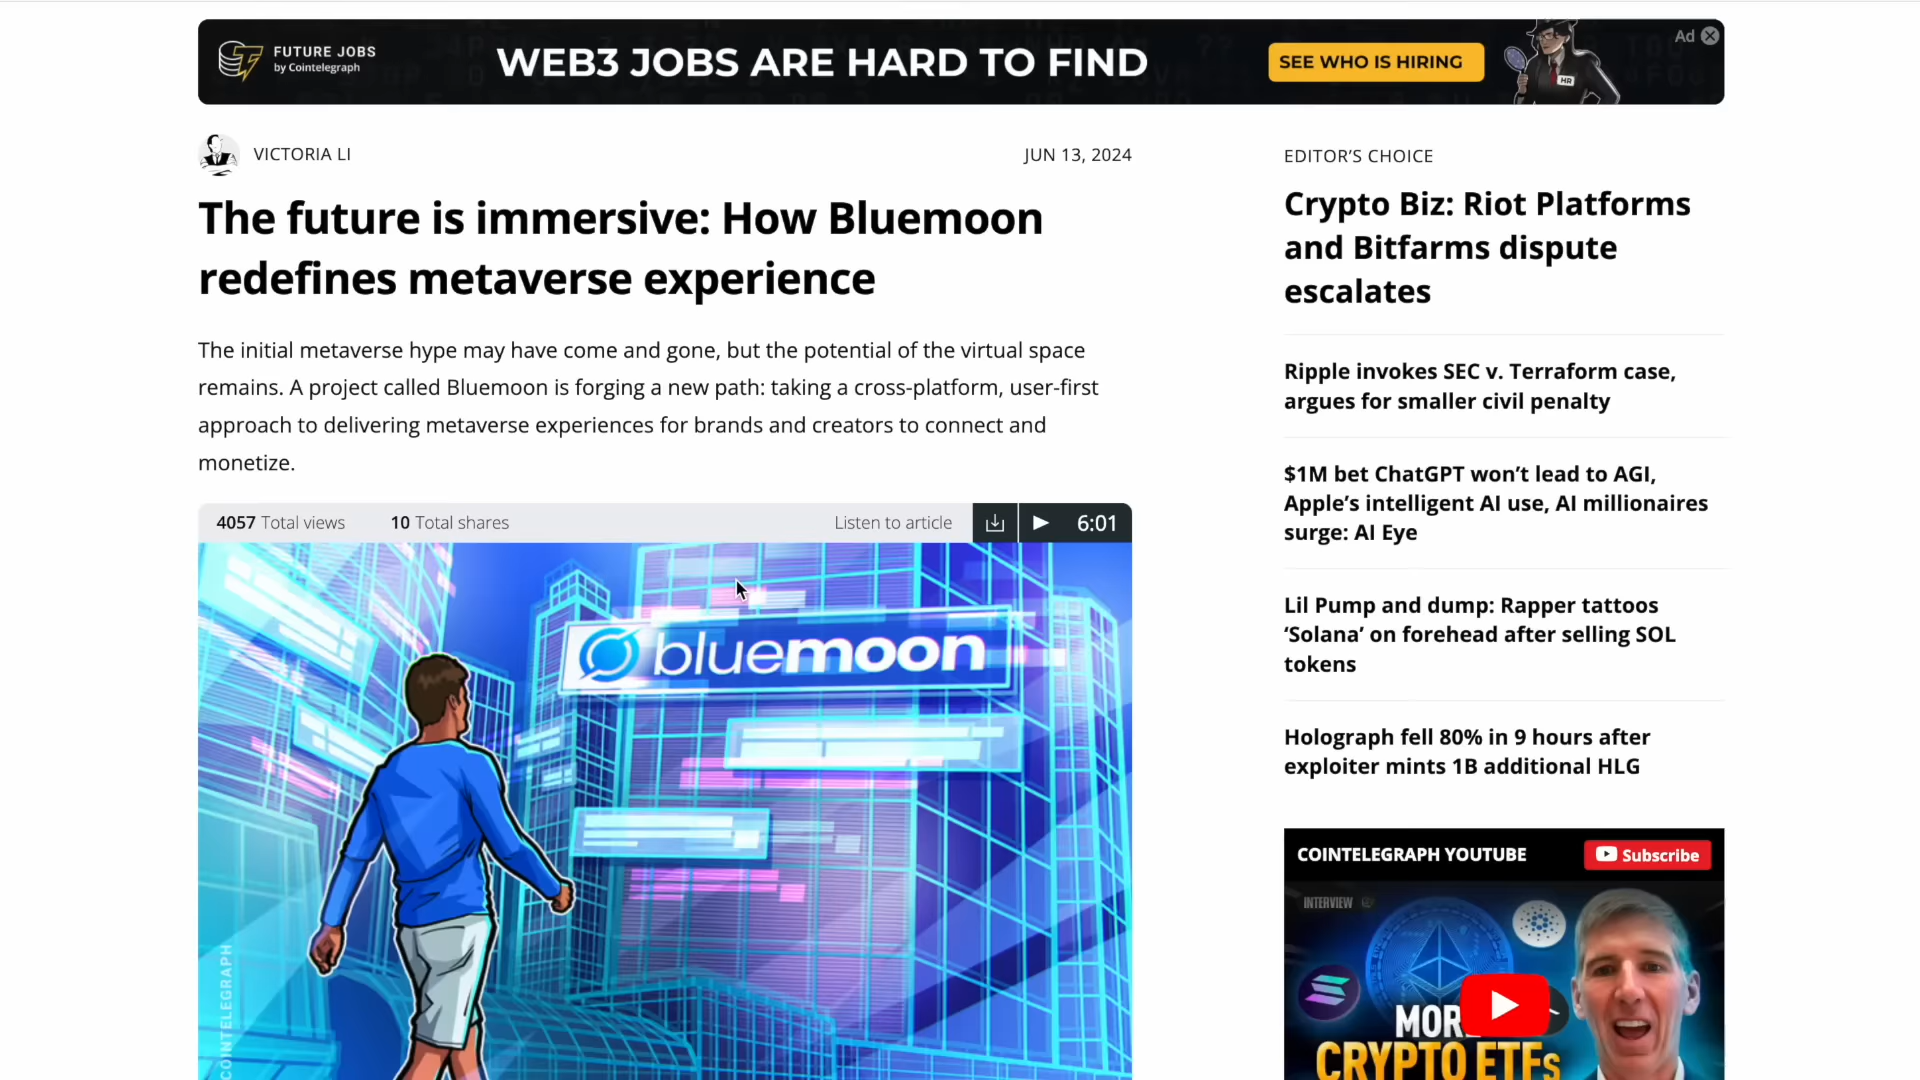 FUTURE JOBS
by Cointelegraph
WEB3 JOBS ARE HARD TO FIND
SEE WHO IS HIRING
HR
Ad
VICTORIA LI
JUN 13, 2024
The future is immersive: How Bluemoon
redefines metaverse experience
The initial metaverse hype may have come and gone, but the potential of the virtual space
remains. A project called Bluemoon is forging a new path: taking a cross-platform, user-first
approach to delivering metaverse experiences for brands and creators to connect and
monetize.
4057 Total views
10 Total shares
Listen to article
6:01
bluemoon
COINTELEGRAPH
EDITOR'S CHOICE
Crypto Biz: Riot Platforms
and Bitfarms dispute
escalates
Ripple invokes SEC v. Terraform case,
argues for smaller civil penalty
$1M bet ChatGPT won't lead to AGI,
Apple's intelligent AI use, AI millionaires
surge: AI Eye
Lil Pump and dump: Rapper tattoos
'Solana' on forehead after selling SOL
tokens
Holograph fell 80% in 9 hours after
exploiter mints 1B additional HLG
COINTELEGRAPH YOUTUBE
Subscribe
INTERVIEW
CRYPTO ETFs